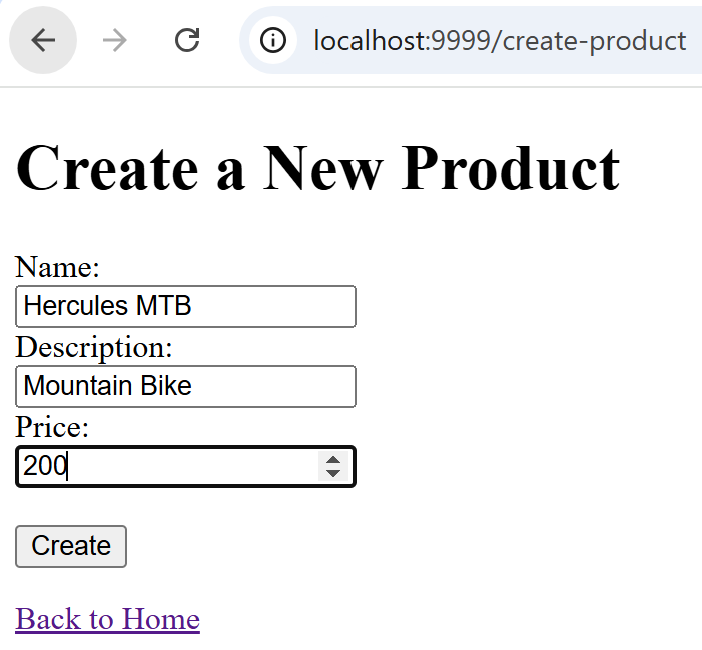 localhost:9999/create-product
Create a New Product
Name:
Hercules MTB
Description:
Mountain Bike
Price:
200
Create
Back to Home